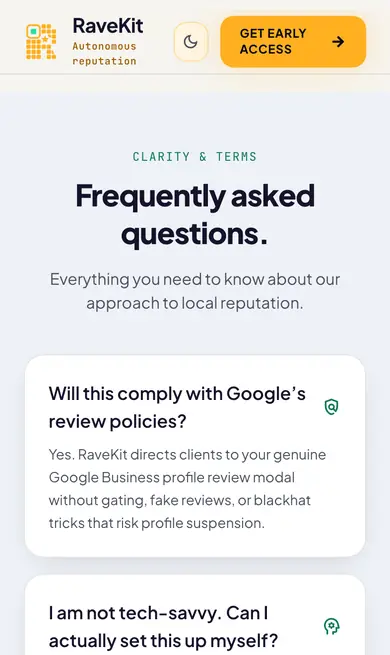 RaveKit
Autonomous
reputation
GET EARLY
ACCESS
CLARITY & TERMS
Frequently asked
questions.
Everything you need to know about our
approach to local reputation.
Will this comply with Google’s
review policies?
Yes. RaveKit directs clients to your genuine
Google Business profile review modal
without gating, fake reviews, or blackhat
tricks that risk profile suspension.
I am not tech-savvy. Can I
actually set this up myself?